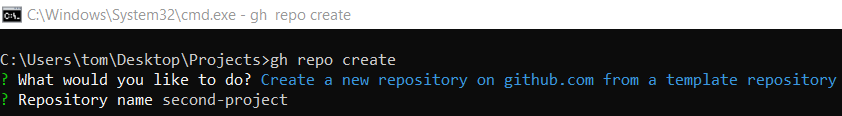 C:\Windows\System32\cmd.exe - gh  repo create
C:\Users\tom\Desktop\Projects>gh repo create
? What would you like to do? Create a new repository on github.com from a template repository
? Repository name second-project